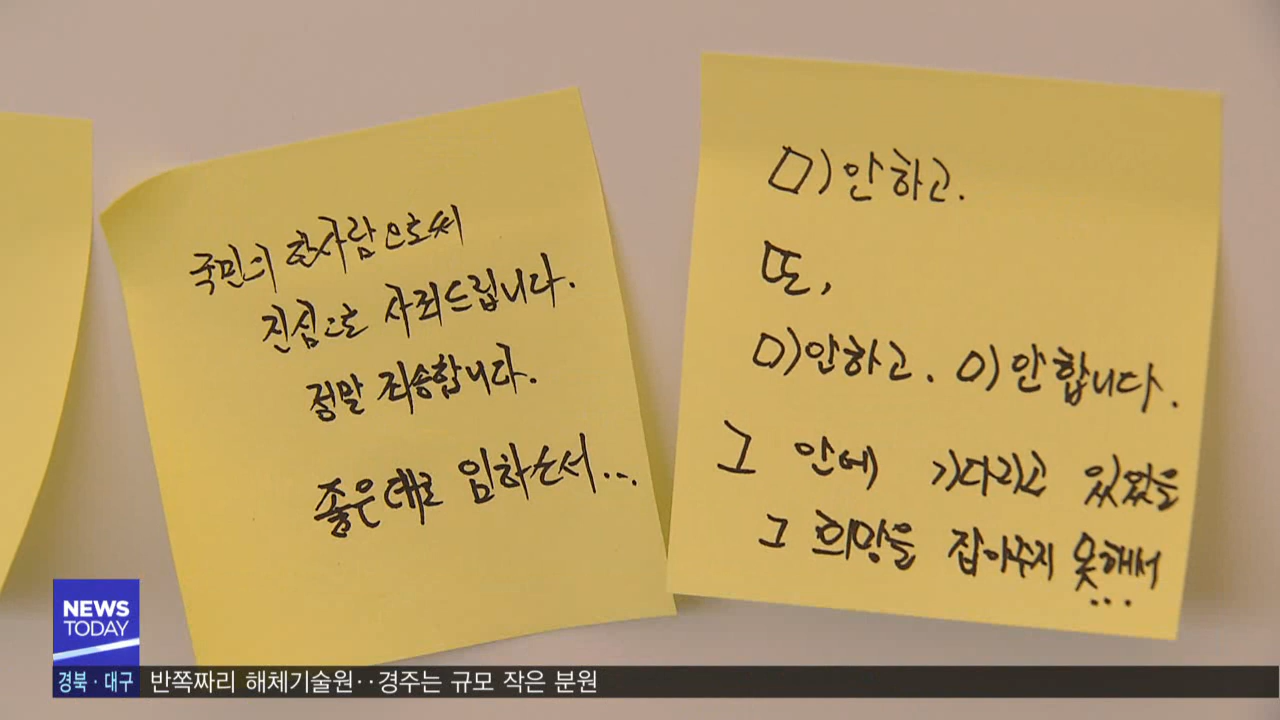 국민의 한사람으로써
진심으로 사죄드립니다.
정말 죄송합니다.
좋은데로 임하소서...
미안하고.
또,
미안하고. 미안합니다.
그 안에 기다리고 있었을
그 희망을 잡아주지 못해서
...
NEWS
TODAY
경북·대구 반쪽짜리 해체기술원‥경주는 규모 작은 분원